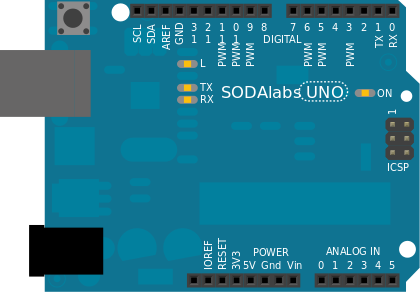 SCL
SDA
AREF
GND
13
12
PWM 11
PWM 10
PWM 9
8
DIGITAL
7
PWM 6
PWM 5
4
PWM 3
2
TX 1
RX 0
L
TX
RX
SODAlabs UNO
ON
1
ICSP
IOREF
RESET
3V3
5V
Gnd
Vin
POWER
ANALOG IN
0 1 2 3 4 5